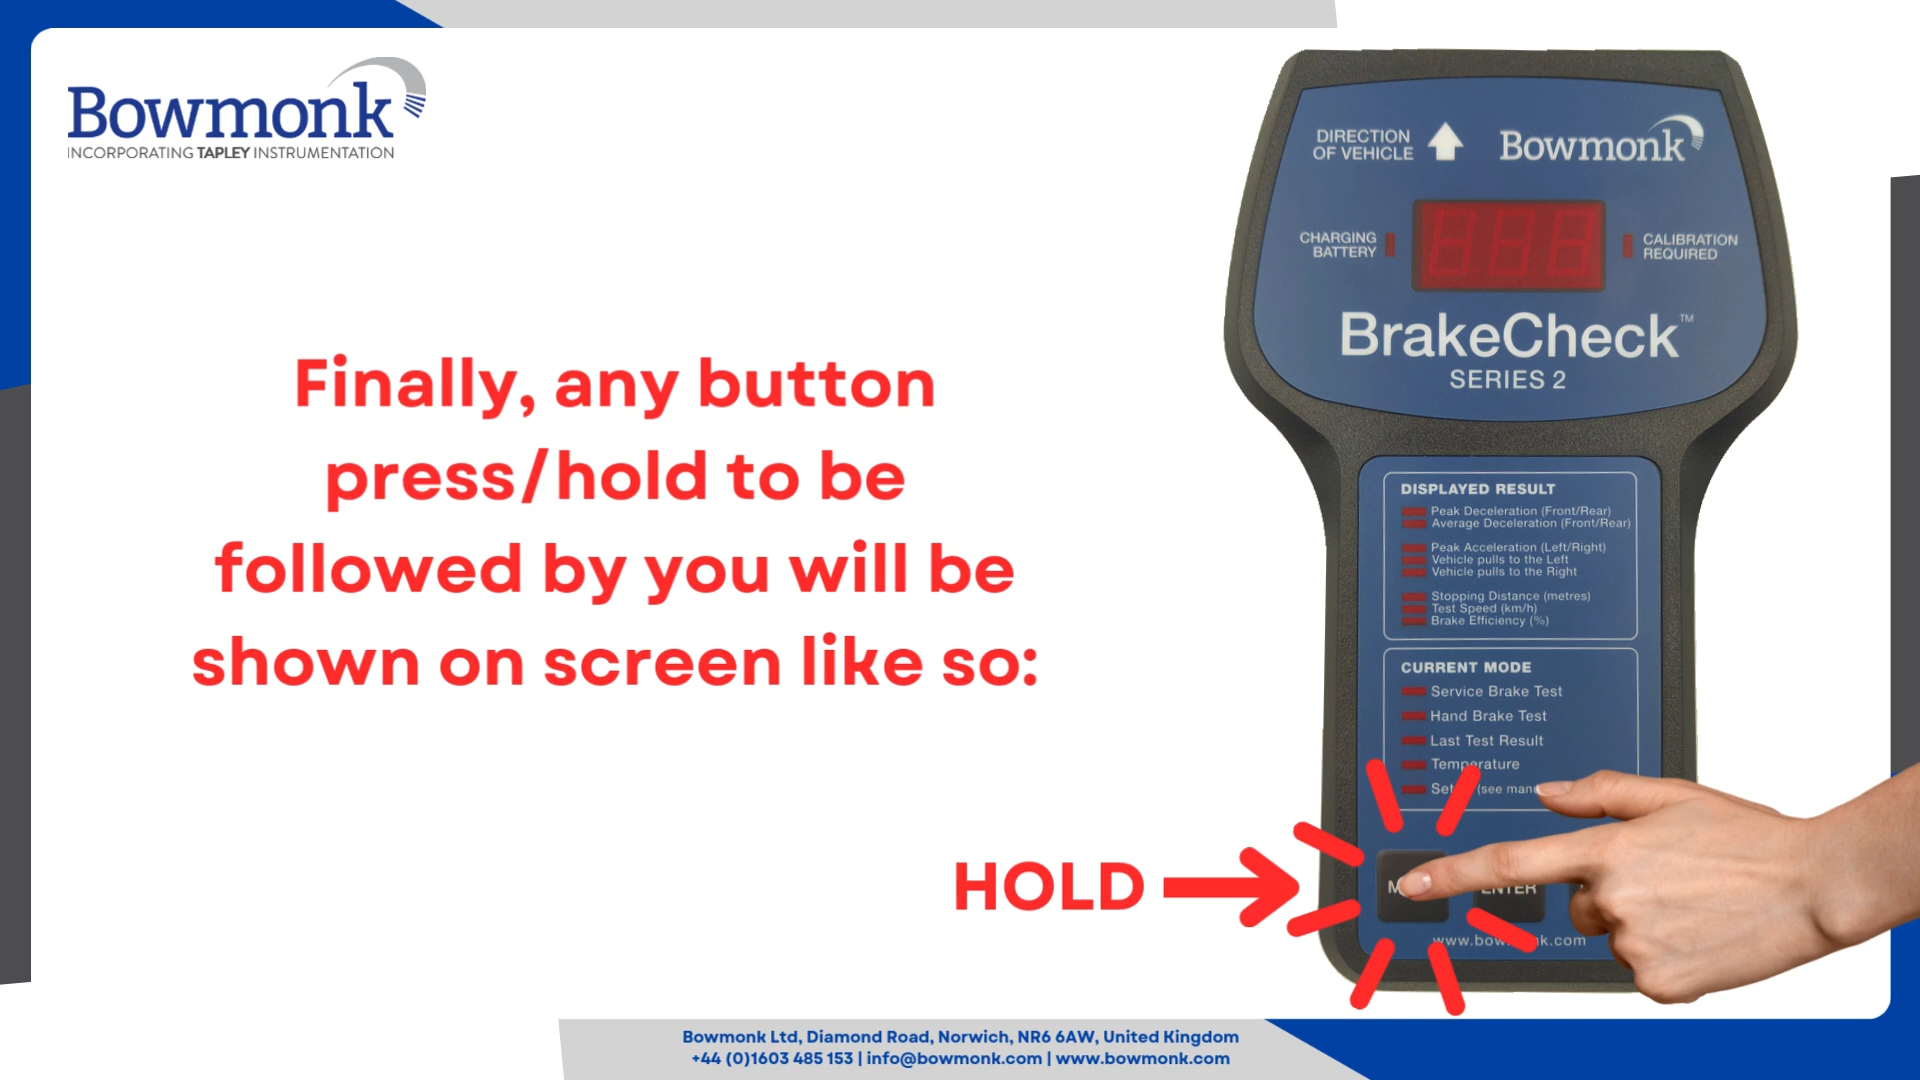 Bowmonk
INCORPORATING TAPLEY INSTRUMENTATION
Finally, any button
press/hold to be
followed by you will be
shown on screen like so:
HOLD
DIRECTION
OF VEHICLE
Bowmonk
CHARGING
BATTERY
CALIBRATION
REQUIRED
BrakeCheck™
SERIES 2
DISPLAYED RESULT
Peak Deceleration (Front/Rear)
Average Deceleration (Front/Rear)
Peak Acceleration (Left/Right)
Vehicle pulls to the Left
Vehicle pulls to the Right
Stopping Distance (metres)
Test Speed (km/h)
Brake Efficiency (%)
CURRENT MODE
Service Brake Test
Hand Brake Test
Last Test Result
Temperature
(see
ENTER
Bowmonk Ltd, Diamond Road, Norwich, NR6 6AW, United Kingdom
+44 (0)1603 485 153 | info@bowmonk.com | www.bowmonk.com